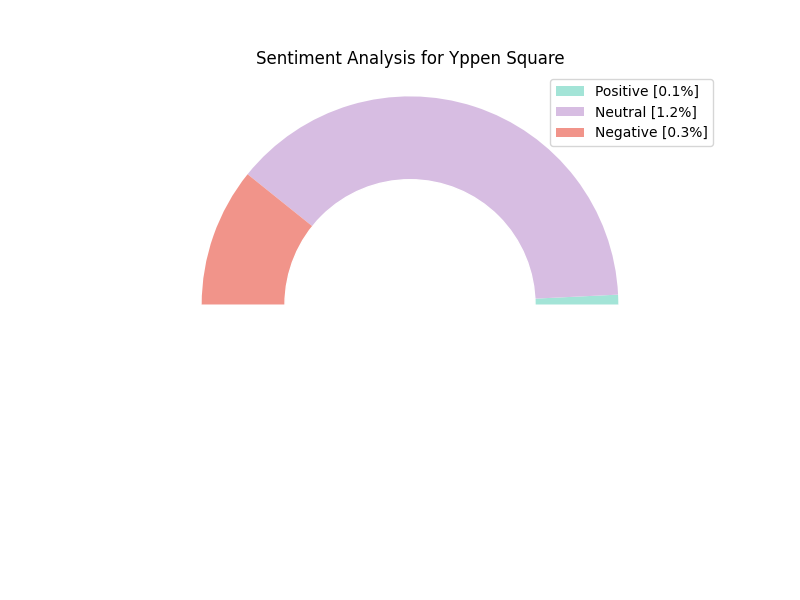 Sentiment Analysis for Yppen Square
Positive [0.1%]
Neutral [1.2%]
Negative [0.3%]